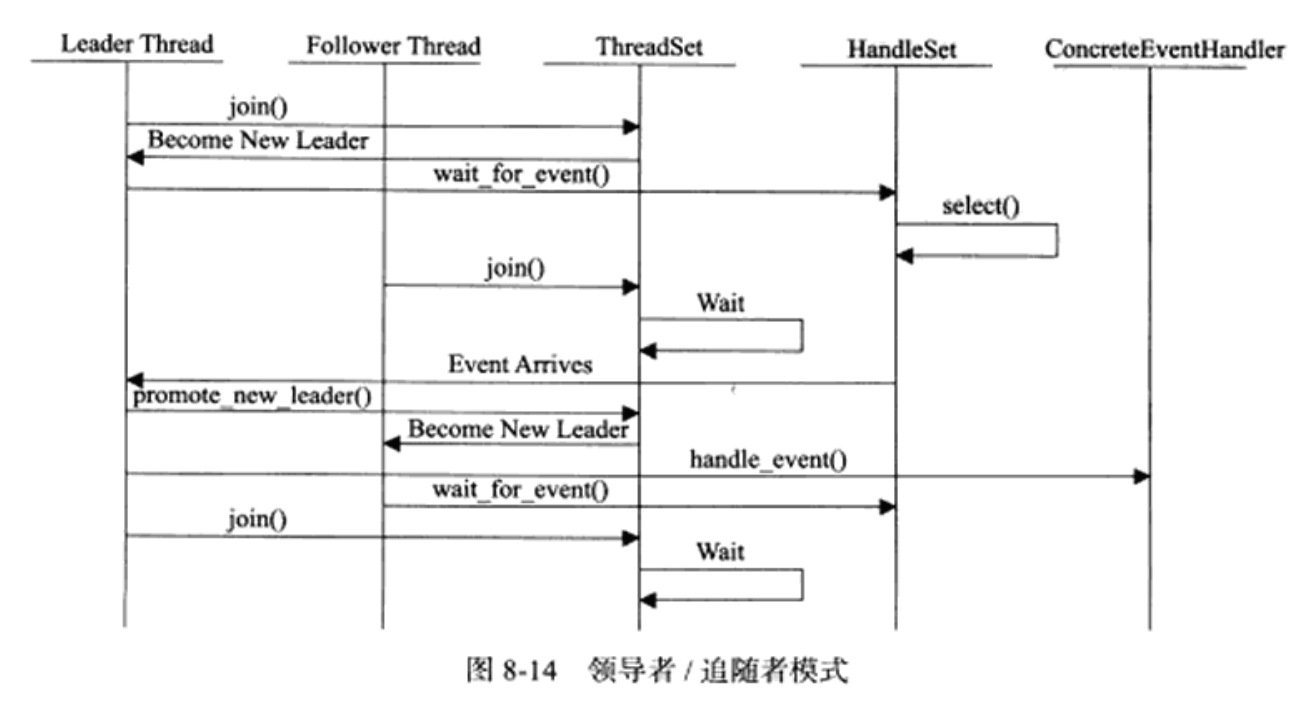 Leader Thread
Follower Thread
ThreadSet
HandleSet
ConcreteEventHandler
join()
Become New Leader
wait_for_event()
select()
join()
Wait
Event Arrives
promote_new_leader()
Become New Leader
handle_event()
wait_for_event()
join()
Wait
图 8-14 领导者 / 追随者模式